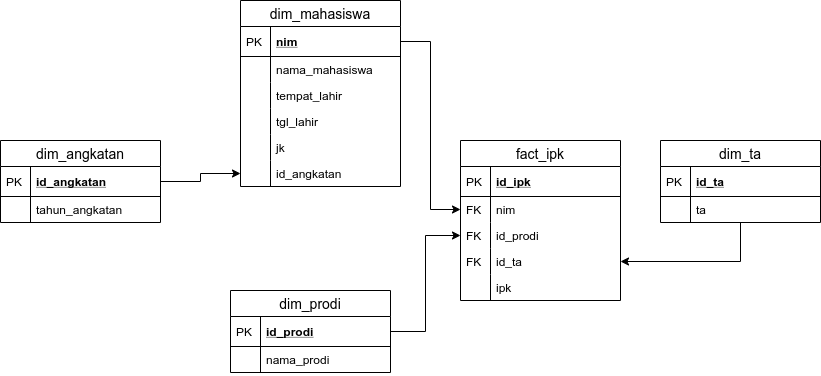 dim_mahasiswa
PK nim
nama_mahasiswa
tempat_lahir
tgl_lahir
jk
id_angkatan
dim_angkatan
PK id_angkatan
tahun_angkatan
fact_ipk
PK id_ipk
FK nim
FK id_prodi
FK id_ta
ipk
dim_ta
PK id_ta
ta
dim_prodi
PK id_prodi
nama_prodi